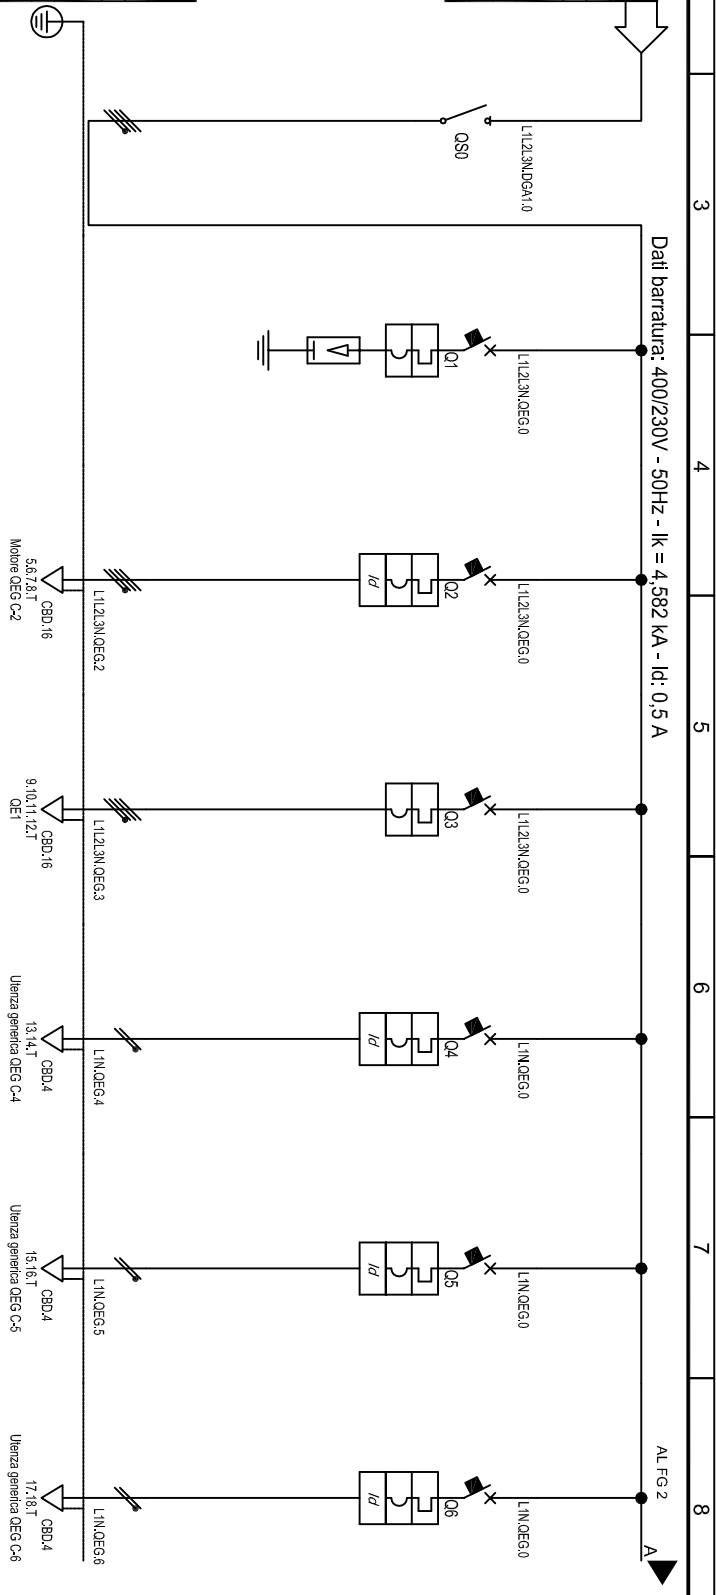 3
4
5
6
7
8
Dati barratura: 400/230V - 50Hz - Ik = 4,582 kA - Id: 0,5 A
AL FG 2
A
L1L2L3N.DGA1.0
QS0
L1L2L3N.QEG.0
Q1
L1L2L3N.QEG.0
Q2
Id
L1L2L3N.QEG.2
CBD.16
5.6.7.8.T
Motore QEG C-2
L1L2L3N.QEG.0
Q3
L1L2L3N.QEG.3
CBD.16
9.10.11.12.T
QE1
L1N.QEG.0
Q4
Id
L1N.QEG.4
CBD.4
13.14.T
Utenza generica QEG C-4
L1N.QEG.0
Q5
Id
L1N.QEG.5
CBD.4
15.16.T
Utenza generica QEG C-5
L1N.QEG.0
Q6
Id
L1N.QEG.6
CBD.4
17.18.T
Utenza generica QEG C-6